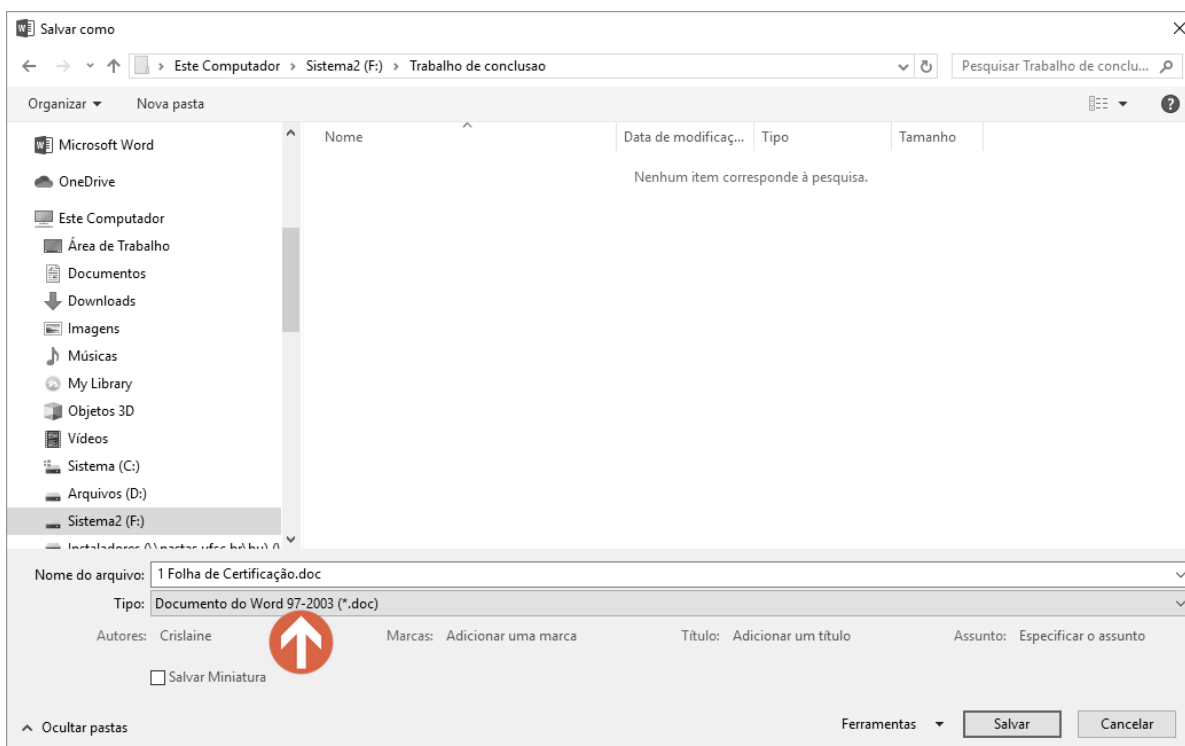 Salvar como
Este Computador > Sistema2 (F:) > Trabalho de conclusao
Pesquisar Trabalho de conclu...
Organizar
Nova pasta
Nome
Data de modificaç...
Tipo
Tamanho
Nenhum item corresponde à pesquisa.
Microsoft Word
OneDrive
Este Computador
Área de Trabalho
Documentos
Downloads
Imagens
Músicas
My Library
Objetos 3D
Vídeos
Sistema (C:)
Arquivos (D:)
Sistema2 (F:)
Nome do arquivo: 1 Folha de Certificação.doc
Tipo: Documento do Word 97-2003 (*.doc)
Autores: Crislaine
Marcas: Adicionar uma marca
Título: Adicionar um título
Assunto: Especificar o assunto
Salvar Miniatura
Ocultar pastas
Ferramentas
Salvar
Cancelar